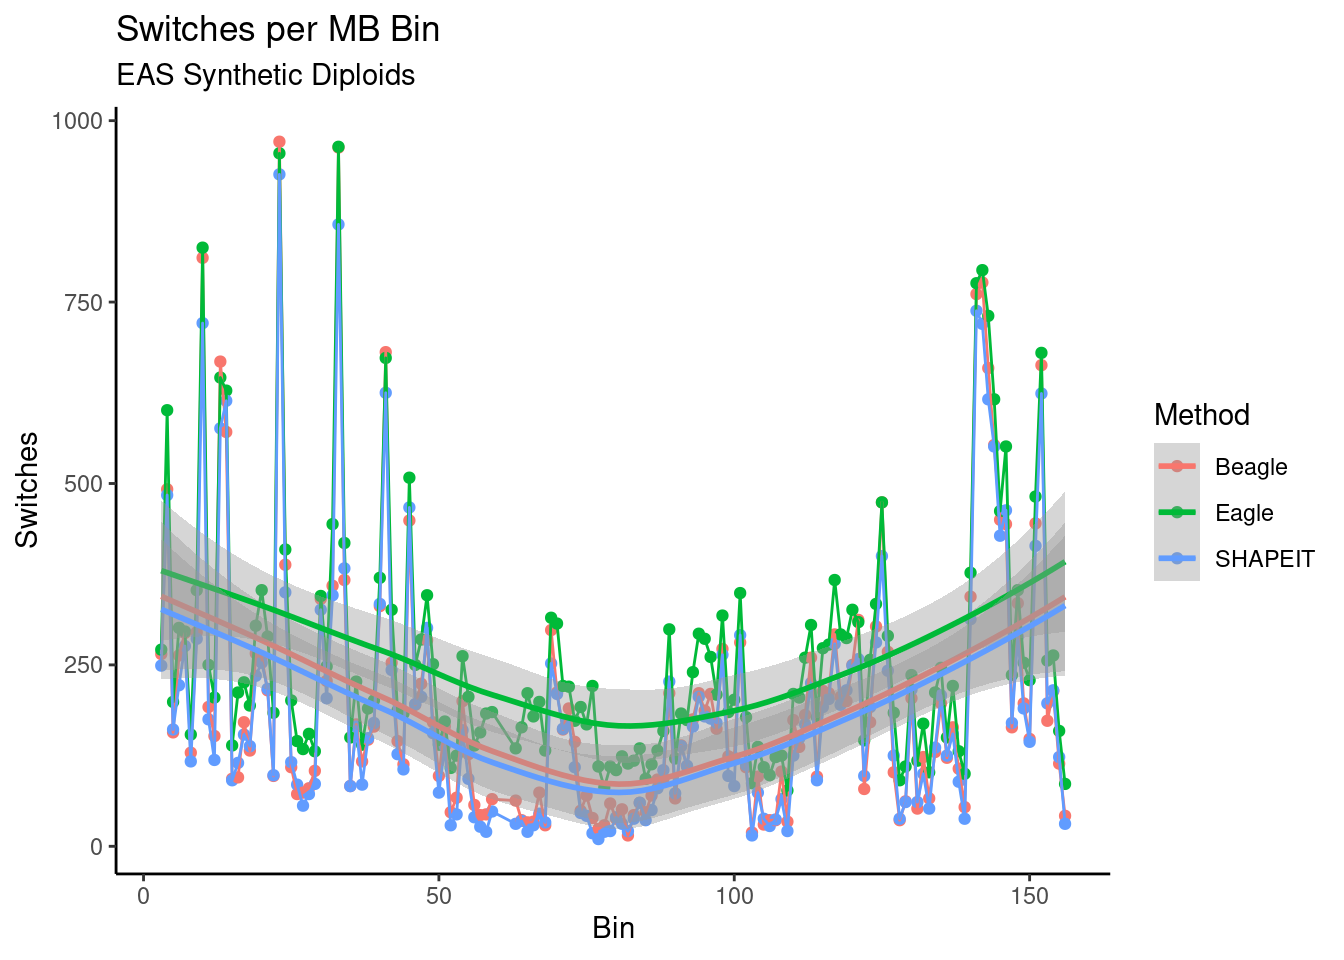 Switches per MB Bin
EAS Synthetic Diploids
1000
750
500
250
0
Switches
0 50 100 150
Bin
Method
Beagle
Eagle
SHAPEIT